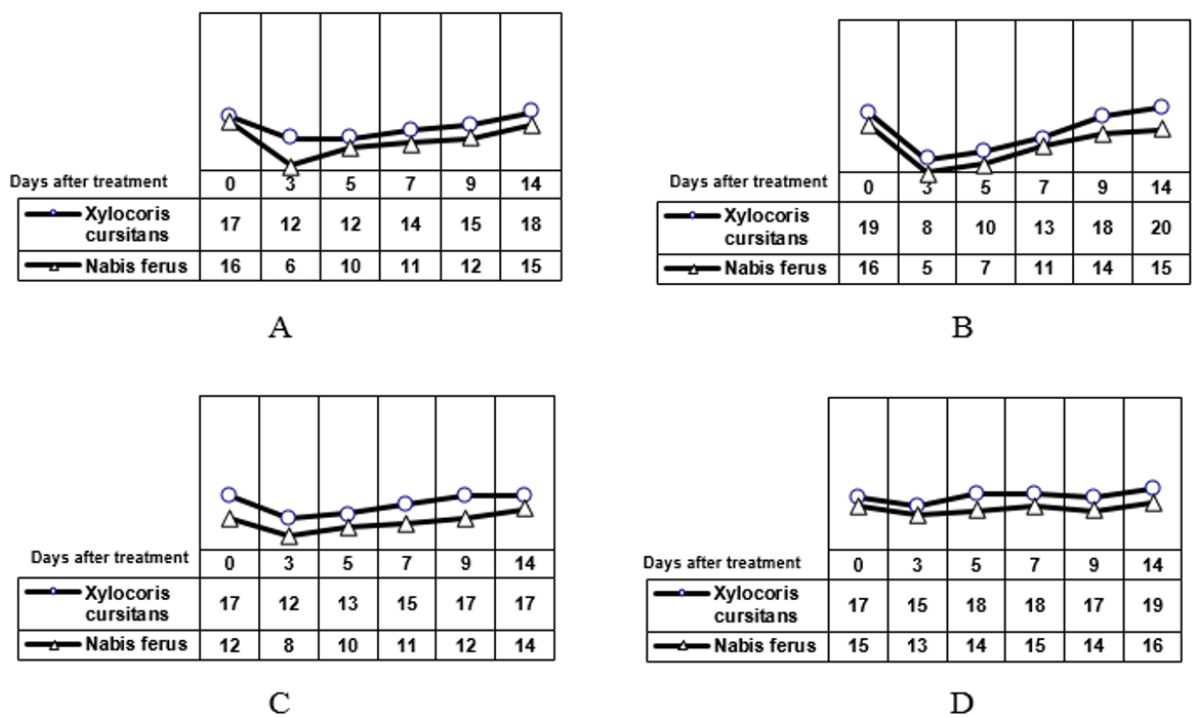 Days after treatment 0 3 5 7 9 14
Xylocoris
cursitans 17 12 12 14 15 18
Nabis ferus 16 6 10 11 12 15
A
Days after treatment 0 3 5 7 9 14
Xylocoris
cursitans 19 8 10 13 18 20
Nabis ferus 16 5 7 11 14 15
B
Days after treatment 0 3 5 7 9 14
Xylocoris
cursitans 17 12 13 15 17 17
Nabis ferus 12 8 10 11 12 14
C
Days after treatment 0 3 5 7 9 14
Xylocoris
cursitans 17 15 18 18 17 19
Nabis ferus 15 13 14 15 14 16
D